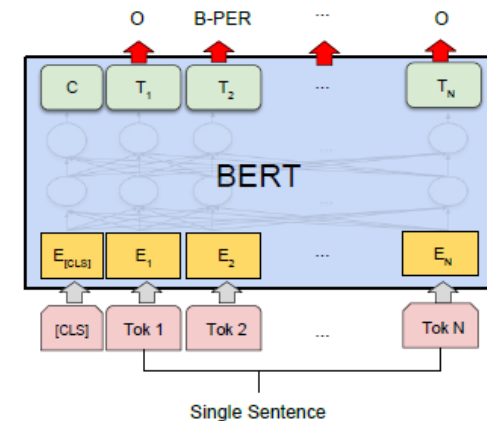 O B-PER ... O
C T1 T2 ... TN
...
BERT
...
E[CLS] E1 E2 ... EN
[CLS] Tok 1 Tok 2 ... Tok N
Single Sentence